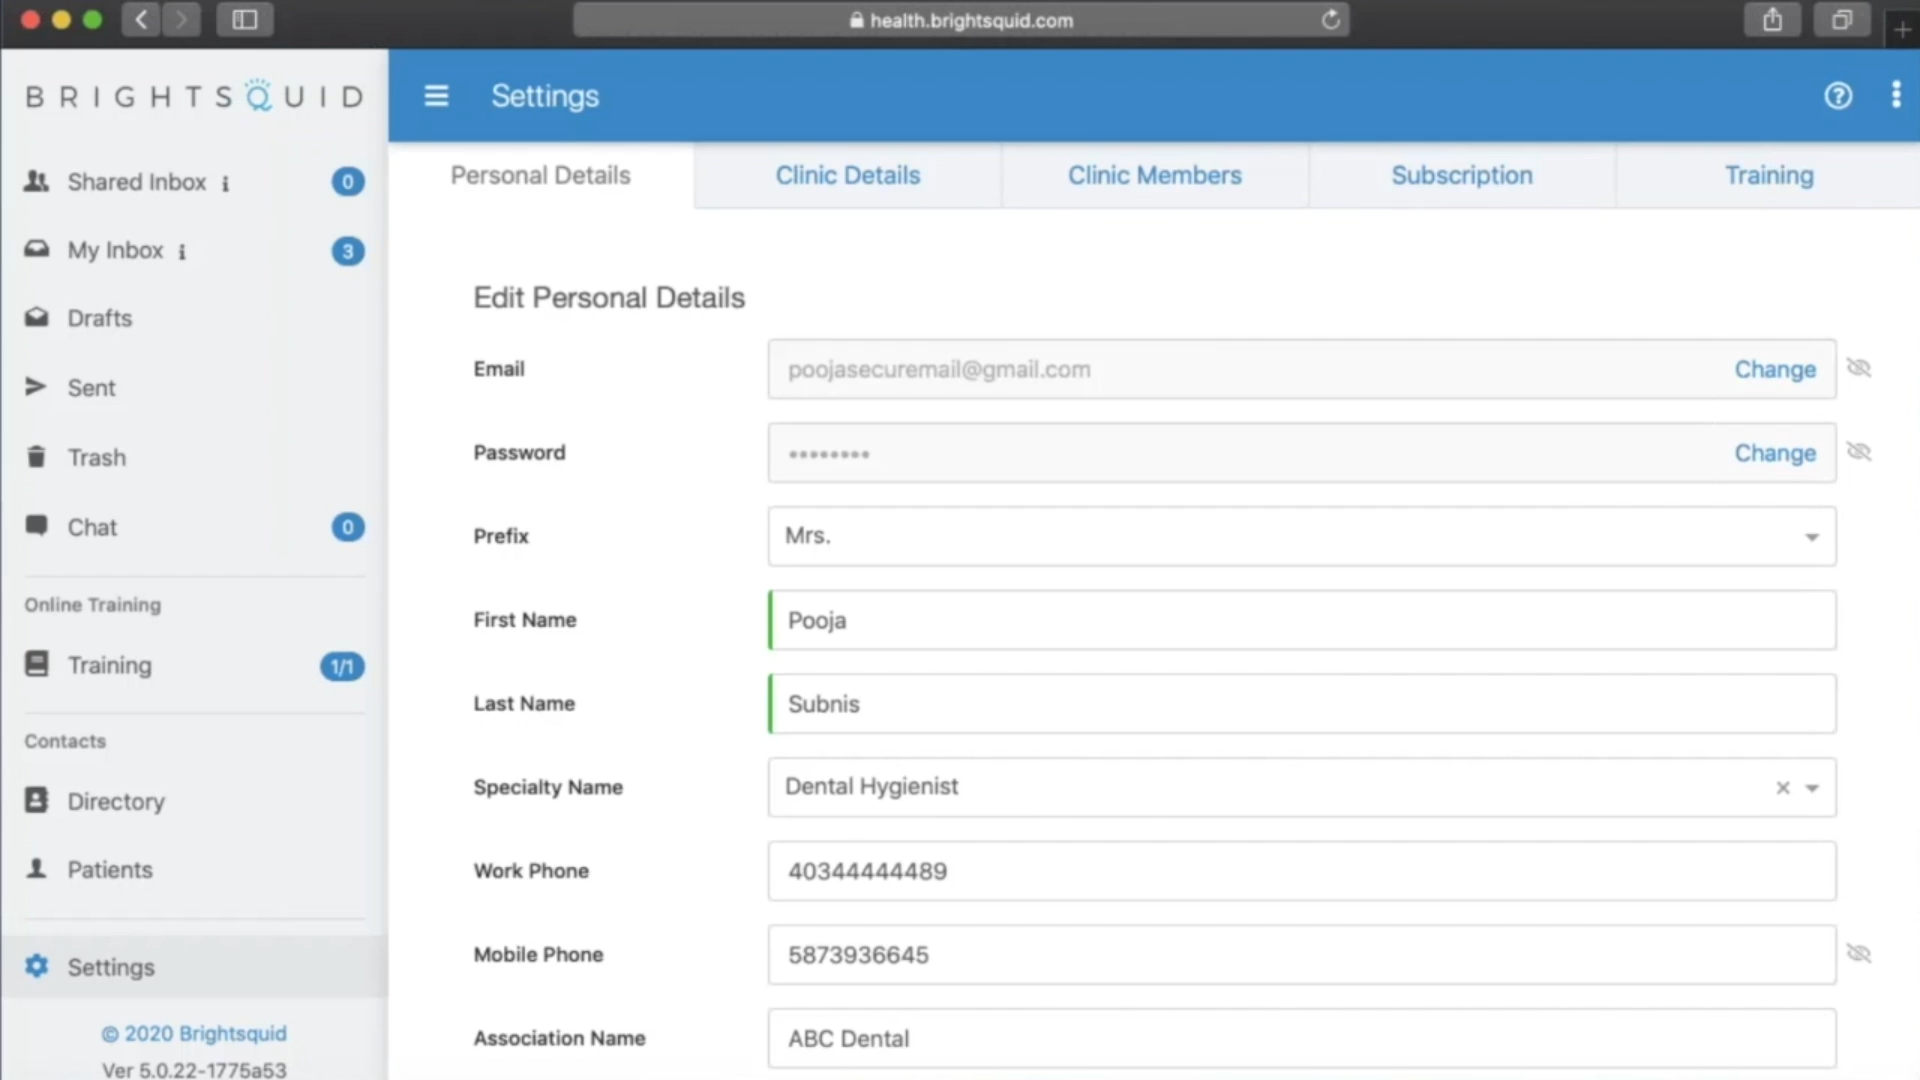 health.brightsquid.com
BRIGHTSQUID
Settings
Shared Inbox i 0
My Inbox i 3
Drafts
Sent
Trash
Chat 0
Online Training
Training 1/1
Contacts
Directory
Patients
Settings
© 2020 Brightsquid
Ver 5.0.22-1775a53
Personal Details
Clinic Details
Clinic Members
Subscription
Training
Edit Personal Details
Email poojasecuremail@gmail.com Change
Password •••••••• Change
Prefix Mrs.
First Name Pooja
Last Name Subnis
Specialty Name Dental Hygienist
Work Phone 40344444489
Mobile Phone 5873936645
Association Name ABC Dental